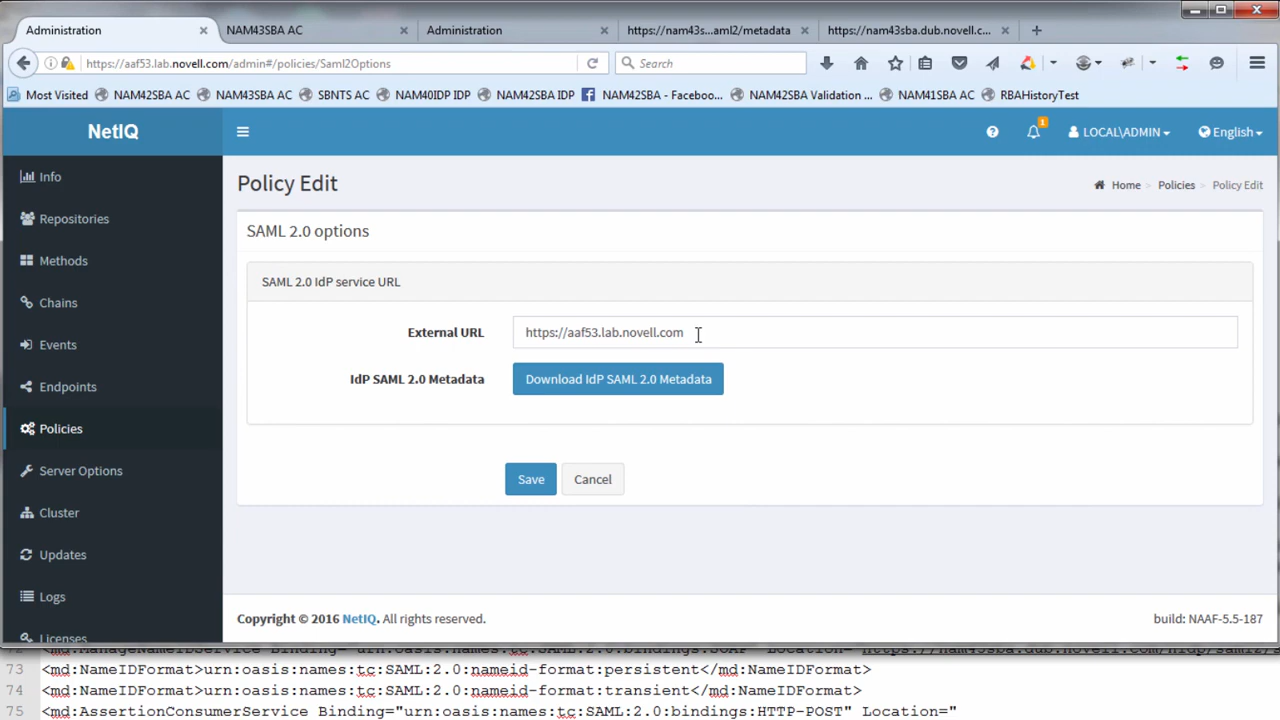 Administration
NAM43SBA AC
Administration
https://nam43s...aml2/metadata
https://nam43sba.dub.novell.c...
https://aaf53.lab.novell.com/admin#/policies/Saml2Options
Search
Most Visited
NAM42SBA AC
NAM43SBA AC
SBNTS AC
NAM40IDP IDP
NAM42SBA IDP
NAM42SBA - Faceboo...
NAM42SBA Validation ...
NAM41SBA AC
RBAHistoryTest
NetIQ
1
LOCAL\ADMIN
English
Info
Repositories
Methods
Chains
Events
Endpoints
Policies
Server Options
Cluster
Updates
Logs
Licenses
Policy Edit
Home > Policies > Policy Edit
SAML 2.0 options
SAML 2.0 IdP service URL
External URL
https://aaf53.lab.novell.com
IdP SAML 2.0 Metadata
Download IdP SAML 2.0 Metadata
Save
Cancel
Copyright © 2016 NetIQ. All rights reserved.
build: NAAF-5.5-187
73 <md:NameIDFormat>urn:oasis:names:tc:SAML:2.0:nameid-format:persistent</md:NameIDFormat>
74 <md:NameIDFormat>urn:oasis:names:tc:SAML:2.0:nameid-format:transient</md:NameIDFormat>
75 <md:AssertionConsumerService Binding="urn:oasis:names:tc:SAML:2.0:bindings:HTTP-POST" Location="